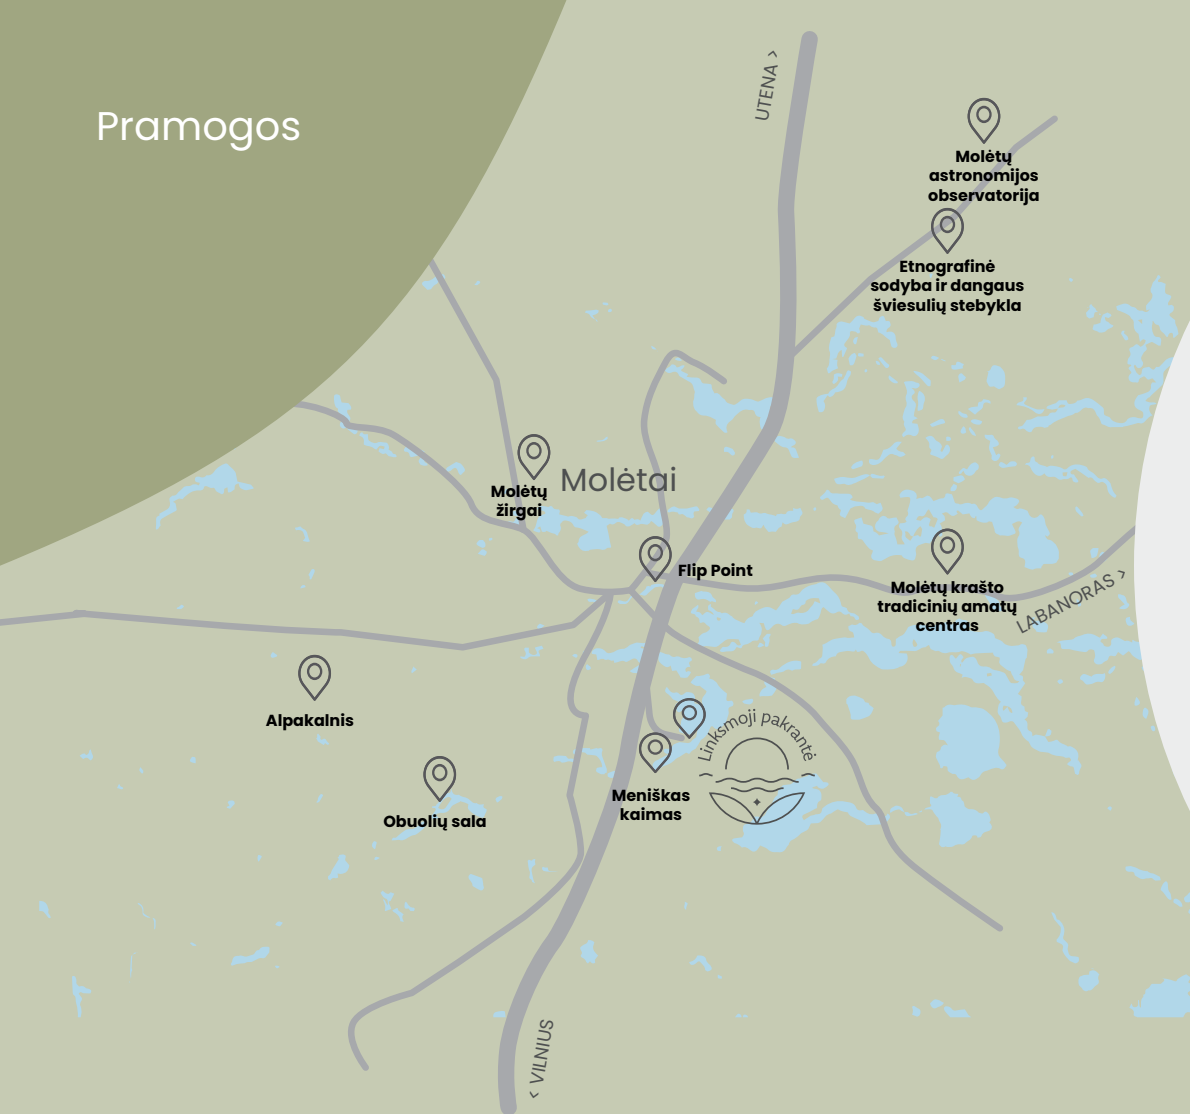 Pramogos
UTENA >
Molėtų
astronomijos
observatorija
Etnografinė
sodyba ir dangaus
šviesulių stebykla
Molėtų
žirgai
Molėtai
Flip Point
Molėtų krašto
tradicinių amatų
centras
LABANORAS >
Alpakalnis
Linksmoji pakrantė
Obuolių sala
Meniškas
kaimas
< VILNIUS